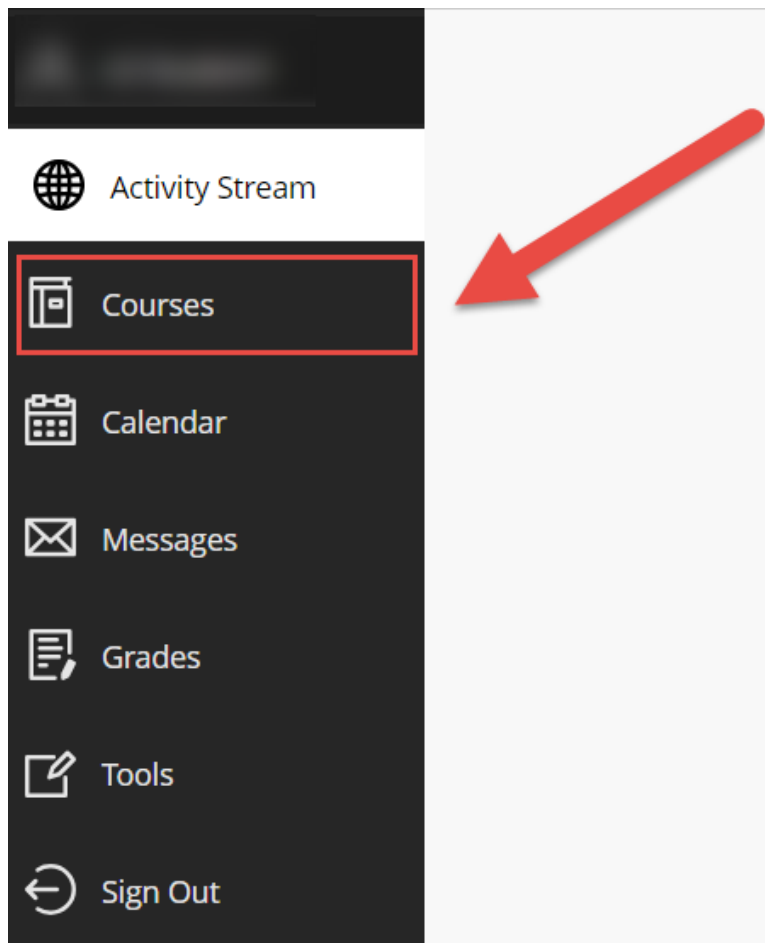 Activity Stream
Courses
Calendar
Messages
Grades
Tools
Sign Out